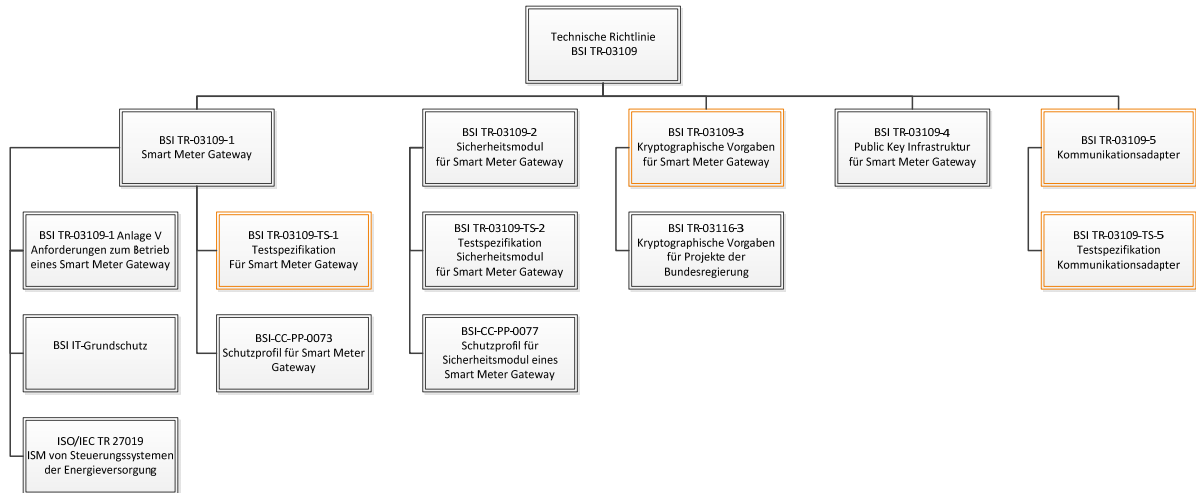 Technische Richtlinie
BSI TR-03109
BSI TR-03109-1
Smart Meter Gateway
BSI TR-03109-2
Sicherheitsmodul
für Smart Meter Gateway
BSI TR-03109-3
Kryptographische Vorgaben
für Smart Meter Gateway
BSI TR-03109-4
Public Key Infrastruktur
für Smart Meter Gateway
BSI TR-03109-5
Kommunikationsadapter
BSI TR-03109-1 Anlage V
Anforderungen zum Betrieb
eines Smart Meter Gateway
BSI TR-03109-TS-1
Testspezifikation
Für Smart Meter Gateway
BSI TR-03109-TS-2
Testspezifikation
Sicherheitsmodul
für Smart Meter Gateway
BSI TR-03116-3
Kryptographische Vorgaben
für Projekte der
Bundesregierung
BSI TR-03109-TS-5
Testspezifikation
Kommunikationsadapter
BSI IT-Grundschutz
BSI-CC-PP-0073
Schutzprofil für Smart Meter
Gateway
BSI-CC-PP-0077
Schutzprofil für
Sicherheitsmodul eines
Smart Meter Gateway
ISO/IEC TR 27019
ISM von Steuerungssystemen
der Energieversorgung